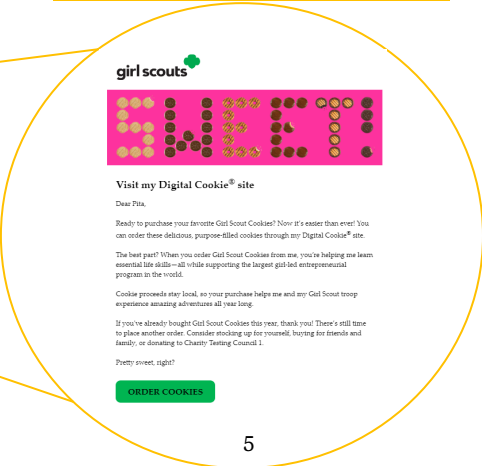 girl scouts
SWEET!
Visit my Digital Cookie® site
Dear Pita,
Ready to purchase your favorite Girl Scout Cookies? Now it's easier than ever! You
can order these delicious, purpose-filled cookies through my Digital Cookie® site.
The best part? When you order Girl Scout Cookies from me, you're helping me learn
essential life skills—all while supporting the largest girl-led entrepreneurial
program in the world.
Cookie proceeds stay local, so your purchase helps me and my Girl Scout troop
experience amazing adventures all year long.
If you've already bought Girl Scout Cookies this year, thank you! There's still time
to place another order. Consider stocking up for yourself, buying for friends and
family, or donating to Charity Testing Council 1.
Pretty sweet, right?
ORDER COOKIES
5